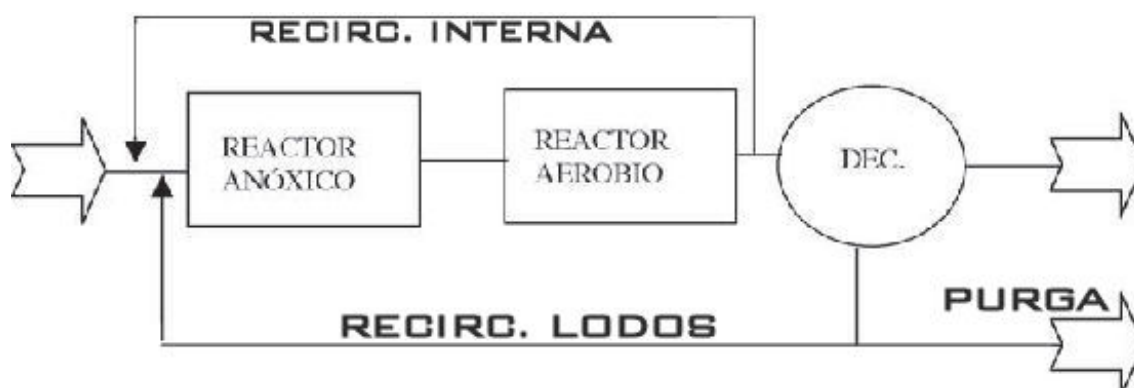 RECIRC. INTERNA
REACTOR
ANÓXICO
REACTOR
AEROBIO
DEC.
RECIRC. LODOS
PURGA